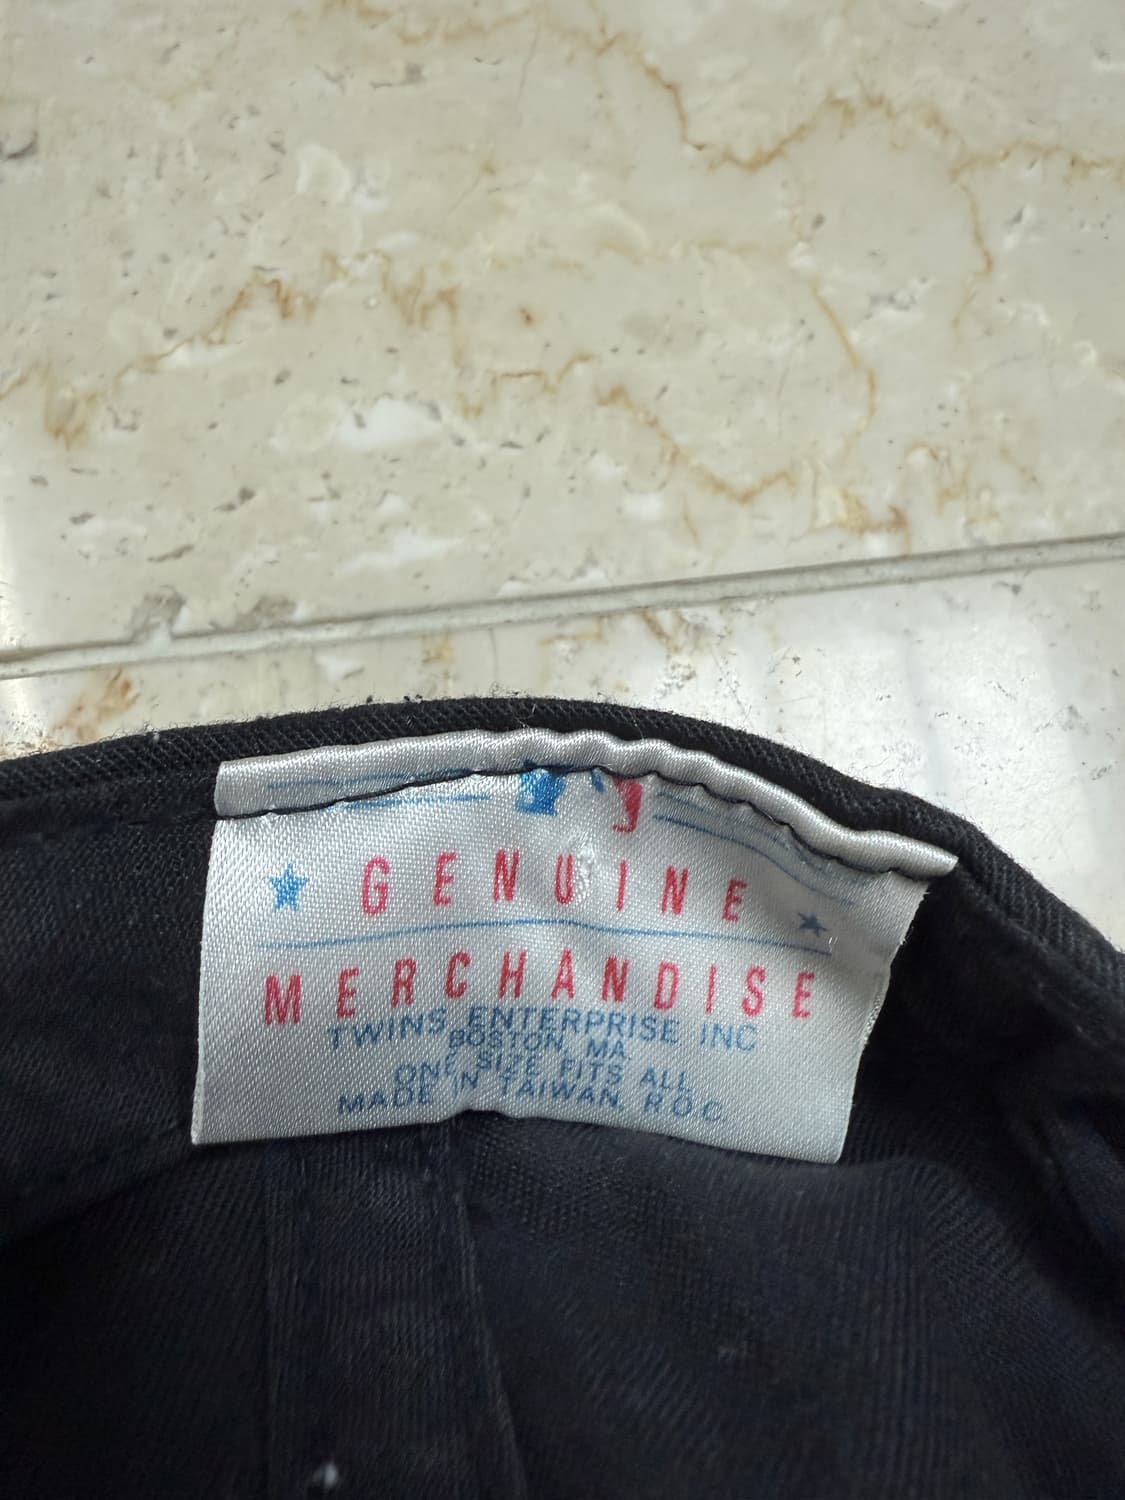 GENUINE
MERCHANDISE
TWINS ENTERPRISE INC
BOSTON, MA
ONE SIZE FITS ALL
MADE IN TAIWAN, R.O.C.